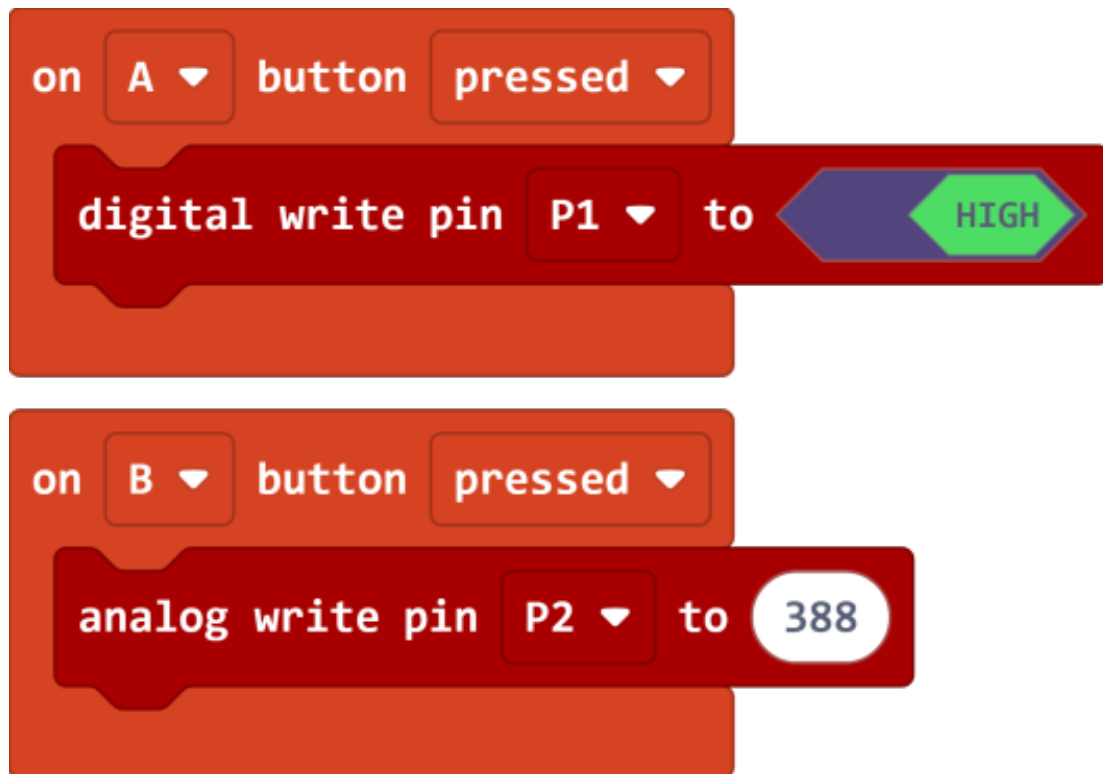 on A button pressed
digital write pin P1 to HIGH
on B button pressed
analog write pin P2 to 388